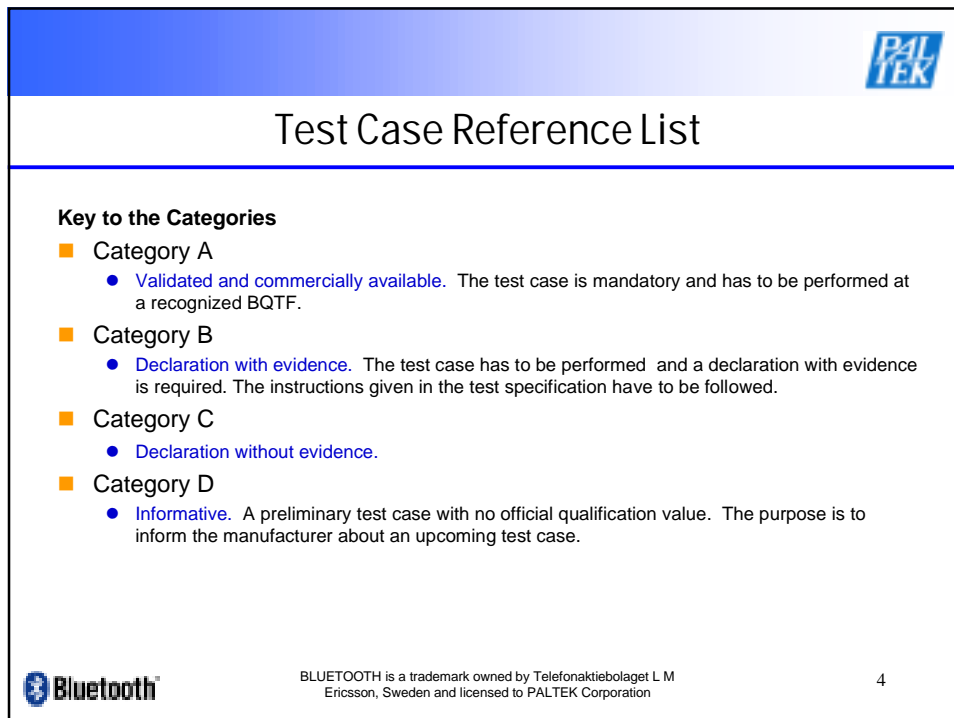 PAL
TEK
Test Case Reference List
Key to the Categories
Category A
Validated and commercially available. The test case is mandatory and has to be performed at
a recognized BQTF.
Category B
Declaration with evidence. The test case has to be performed and a declaration with evidence
is required. The instructions given in the test specification have to be followed.
Category C
Declaration without evidence.
Category D
Informative. A preliminary test case with no official qualification value. The purpose is to
inform the manufacturer about an upcoming test case.
Bluetooth
BLUETOOTH is a trademark owned by Telefonaktiebolaget L M
Ericsson, Sweden and licensed to PALTEK Corporation
4